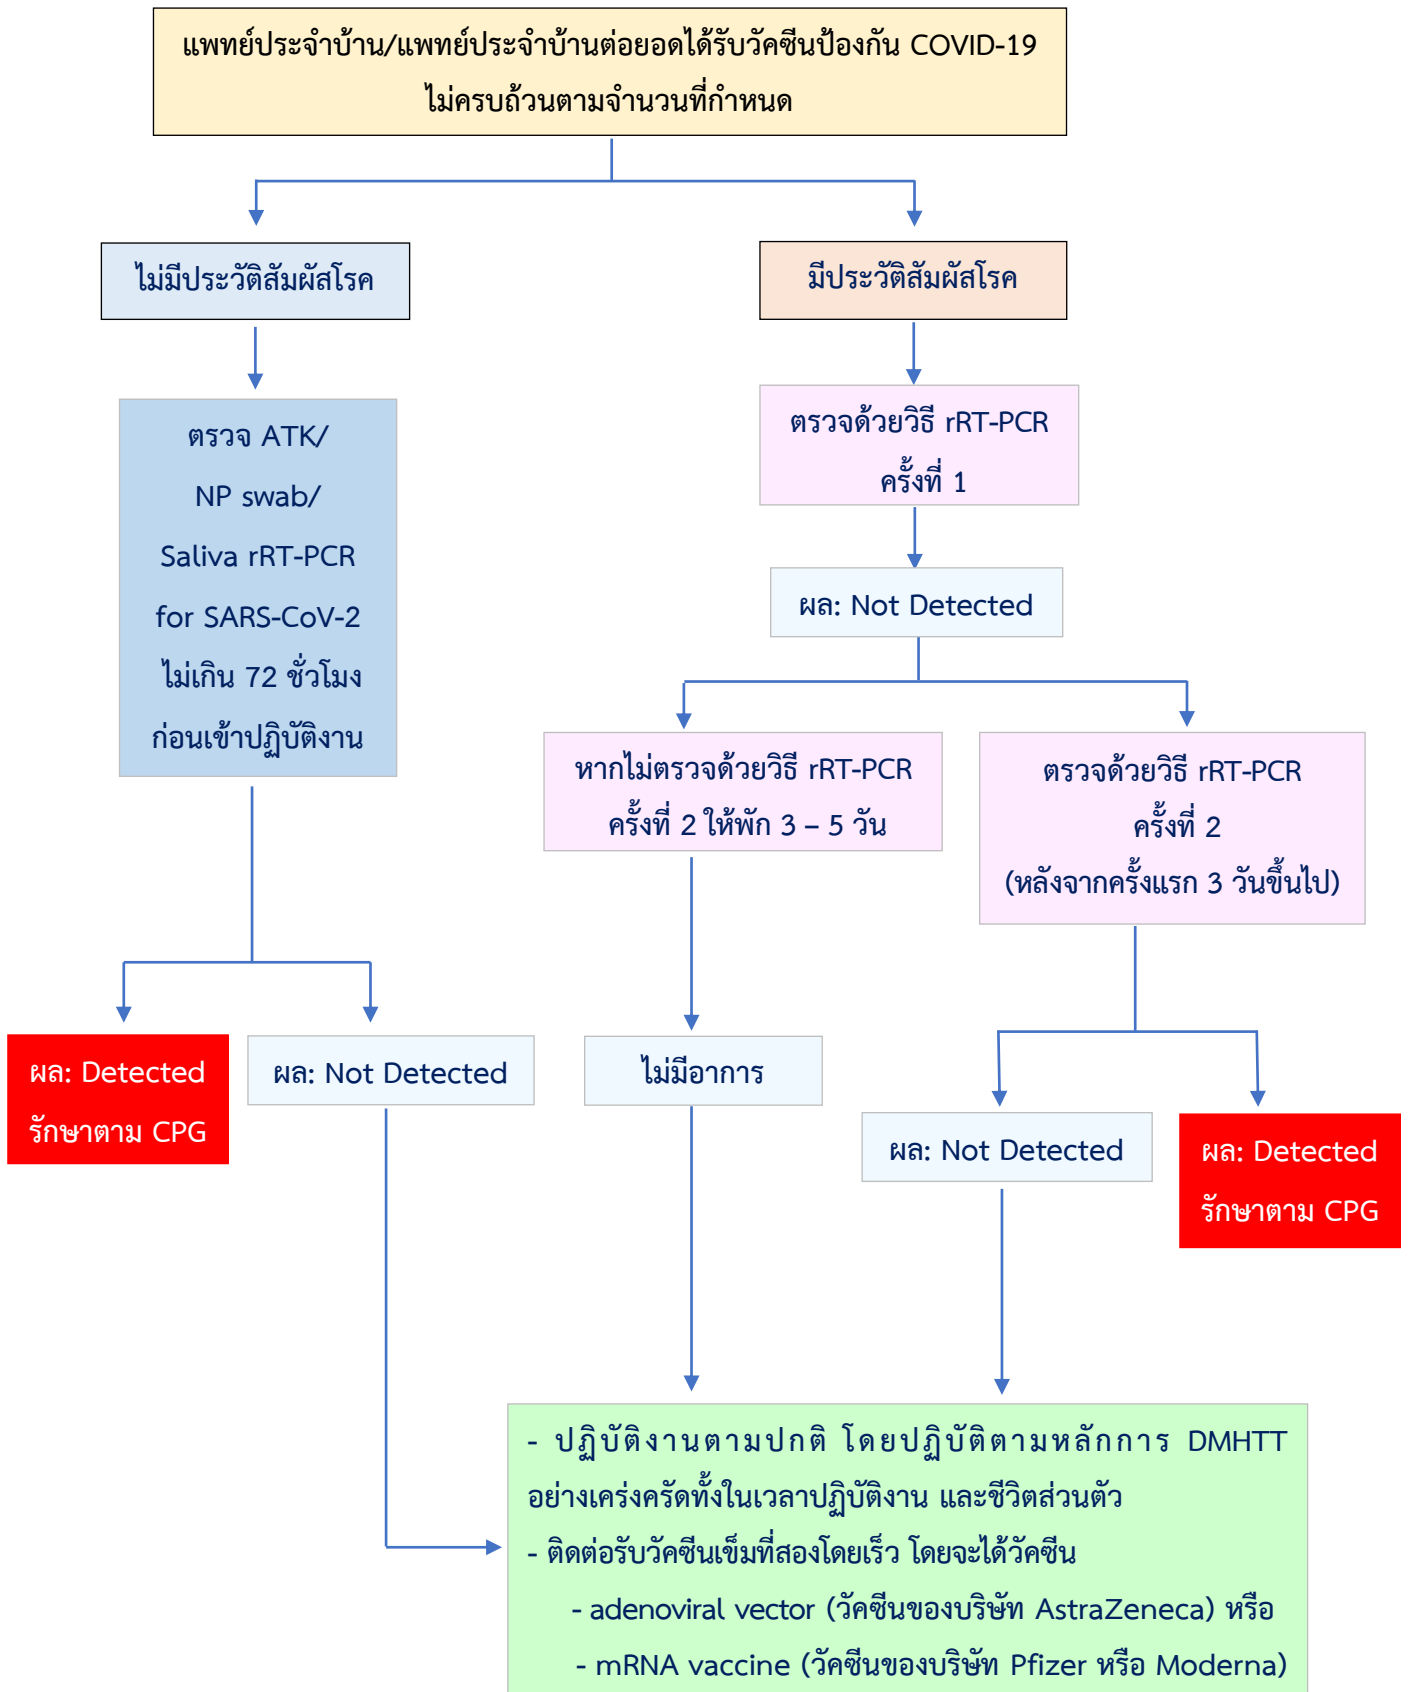 แพทย์ประจำบ้าน/แพทย์ประจำบ้านต่อยอดได้รับวัคซีนป้องกัน COVID-19
ไม่ครบถ้วนตามจำนวนที่กำหนด
ไม่มีประวัติสัมผัสโรค
มีประวัติสัมผัสโรค
ตรวจ ATK/
NP swab/
Saliva rRT-PCR
for SARS-CoV-2
ไม่เกิน 72 ชั่วโมง
ก่อนเข้าปฏิบัติงาน
ตรวจด้วยวิธี rRT-PCR
ครั้งที่ 1
ผล: Not Detected
หากไม่ตรวจด้วยวิธี rRT-PCR
ครั้งที่ 2 ให้พัก 3 – 5 วัน
ตรวจด้วยวิธี rRT-PCR
ครั้งที่ 2
(หลังจากครั้งแรก 3 วันขึ้นไป)
ผล: Detected
รักษาตาม CPG
ผล: Not Detected
ไม่มีอาการ
ผล: Not Detected
ผล: Detected
รักษาตาม CPG
- ปฏิบัติงานตามปกติ โดยปฏิบัติตามหลักการ DMHTT
อย่างเคร่งครัดทั้งในเวลาปฏิบัติงาน และชีวิตส่วนตัว
- ติดต่อรับวัคซีนเข็มที่สองโดยเร็ว โดยจะได้วัคซีน
- adenoviral vector (วัคซีนของบริษัท AstraZeneca) หรือ
- mRNA vaccine (วัคซีนของบริษัท Pfizer หรือ Moderna)